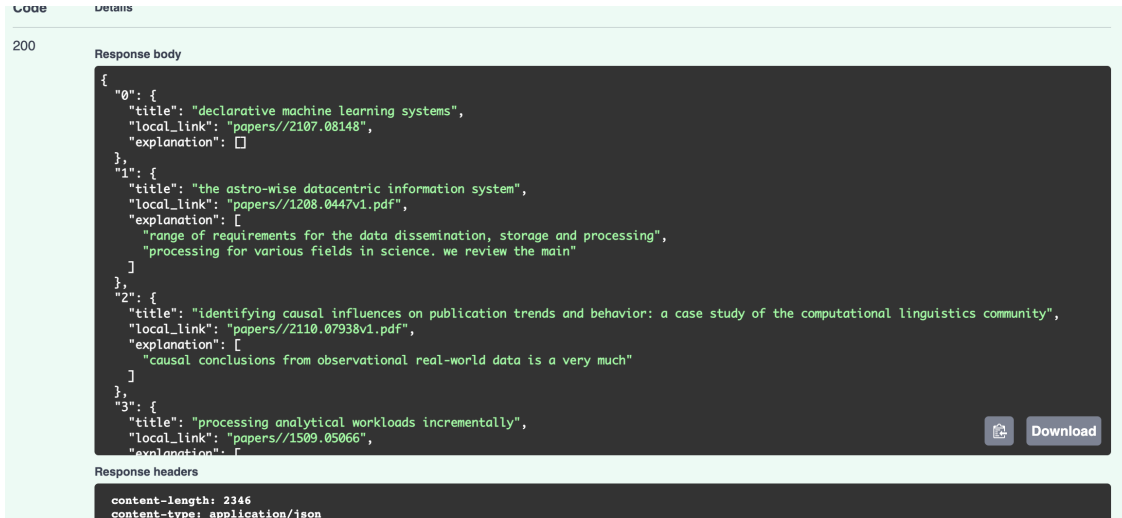 Code Details
200
Response body
{
"0": {
"title": "declarative machine learning systems",
"local_link": "papers//2107.08148",
"explanation": []
},
"1": {
"title": "the astro-wise datacentric information system",
"local_link": "papers//1208.0447v1.pdf",
"explanation": [
"range of requirements for the data dissemination, storage and processing",
"processing for various fields in science. we review the main"
]
},
"2": {
"title": "identifying causal influences on publication trends and behavior: a case study of the computational linguistics community",
"local_link": "papers//2110.07938v1.pdf",
"explanation": [
"causal conclusions from observational real-world data is a very much"
]
},
"3": {
"title": "processing analytical workloads incrementally",
"local_link": "papers//1509.05066",
"explanation": [
Download
Response headers
content-length: 2346
content-type: application/json